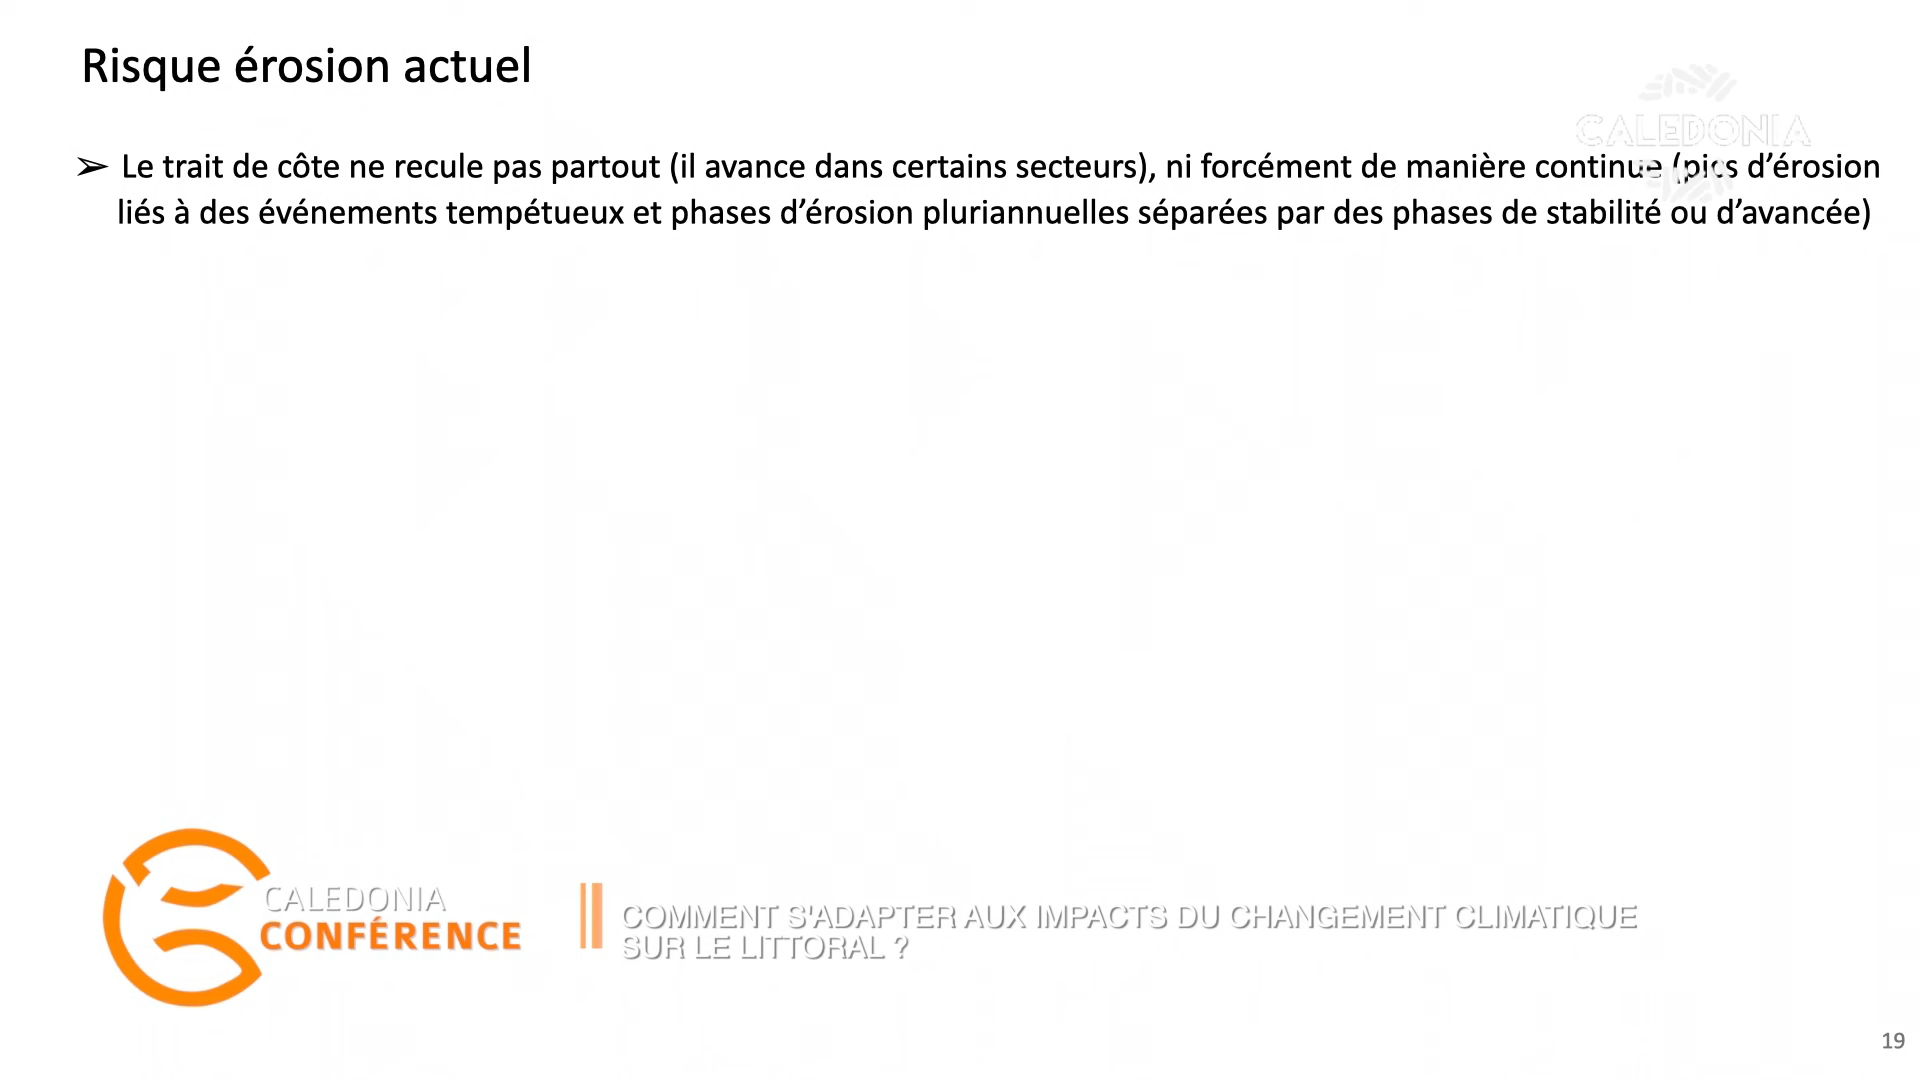 Risque érosion actuel
CALEDONIA
➢ Le trait de côte ne recule pas partout (il avance dans certains secteurs), ni forcément de manière continue (pics d’érosion
liés à des événements tempétueux et phases d’érosion pluriannuelles séparées par des phases de stabilité ou d’avancée)
CALEDONIA
CONFÉRENCE
COMMENT S'ADAPTER AUX IMPACTS DU CHANGEMENT CLIMATIQUE
SUR LE LITTORAL ?
19